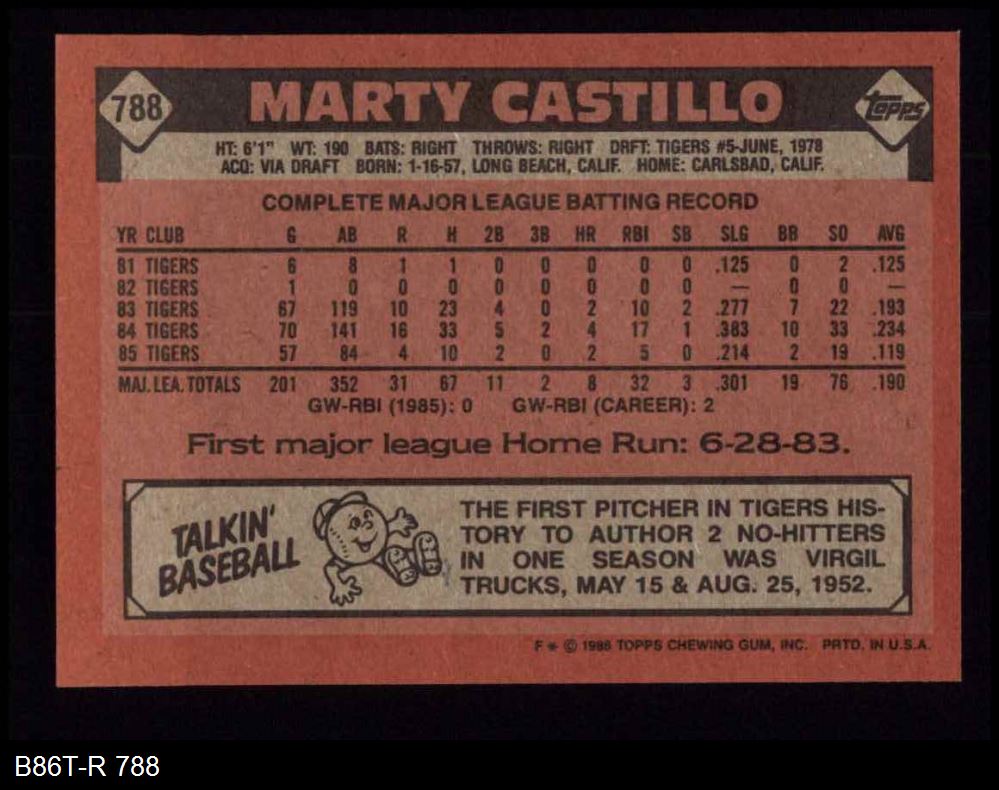 788 MARTY CASTILLO Topps
HT: 6'1" WT: 190 BATS: RIGHT THROWS: RIGHT DRFT: TIGERS #5-JUNE, 1978
ACQ: VIA DRAFT BORN: 1-16-57, LONG BEACH, CALIF. HOME: CARLSBAD, CALIF.
COMPLETE MAJOR LEAGUE BATTING RECORD
YR CLUB G AB R H 2B 3B HR RBI SB SLG BB SO AVG
81 TIGERS 6 8 1 1 0 0 0 0 0 .125 0 2 .125
82 TIGERS 1 0 0 0 0 0 0 0 0 — 0 0 —
83 TIGERS 67 119 10 23 4 0 2 10 2 .277 7 22 .193
84 TIGERS 70 141 16 33 5 2 4 17 1 .383 10 33 .234
85 TIGERS 57 84 4 10 2 0 2 5 0 .214 2 19 .119
MAJ. LEA. TOTALS 201 352 31 67 11 2 8 32 3 .301 19 76 .190
GW-RBI (1985): 0 GW-RBI (CAREER): 2
First major league Home Run: 6-28-83.
TALKIN'
BASEBALL
THE FIRST PITCHER IN TIGERS HIS-
TORY TO AUTHOR 2 NO-HITTERS
IN ONE SEASON WAS VIRGIL
TRUCKS, MAY 15 & AUG. 25, 1952.
F * © 1986 TOPPS CHEWING GUM, INC. PRTD. IN U.S.A.
B86T-R 788